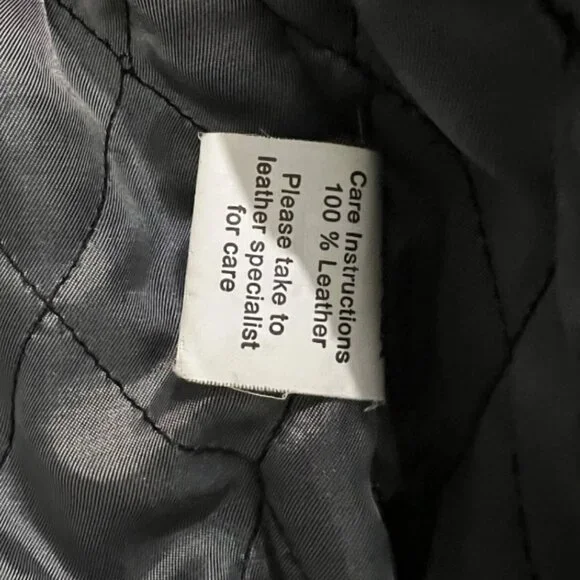 Care Instructions
100 % Leather
Please take to
leather specialist
for care